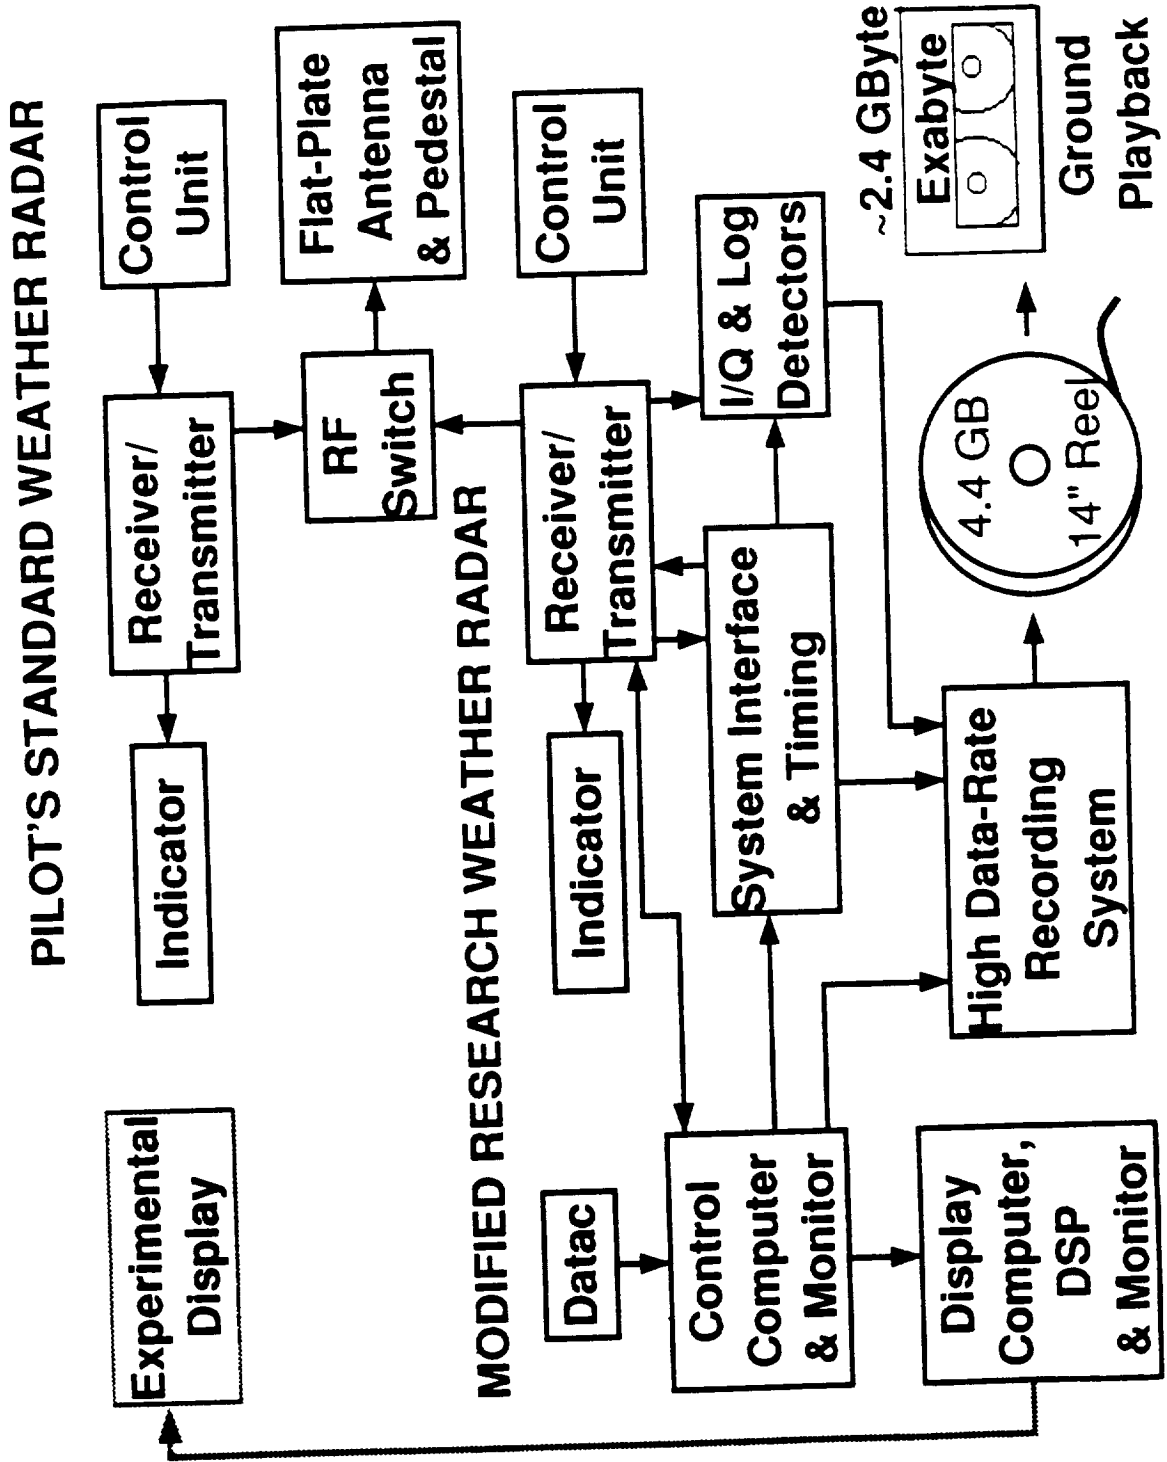 PILOT'S STANDARD WEATHER RADAR
Experimental
Display
Indicator
Receiver/
Transmitter
Control
Unit
RF
Switch
Flat-Plate
Antenna
& Pedestal
MODIFIED RESEARCH WEATHER RADAR
Datac
Indicator
Receiver/
Transmitter
Control
Unit
Control
Computer
& Monitor
System Interface
& Timing
I/Q & Log
Detectors
Display
Computer,
DSP
& Monitor
High Data-Rate
Recording
System
4.4 GB
14" Reel
~2.4 GByte
Exabyte
Ground
Playback